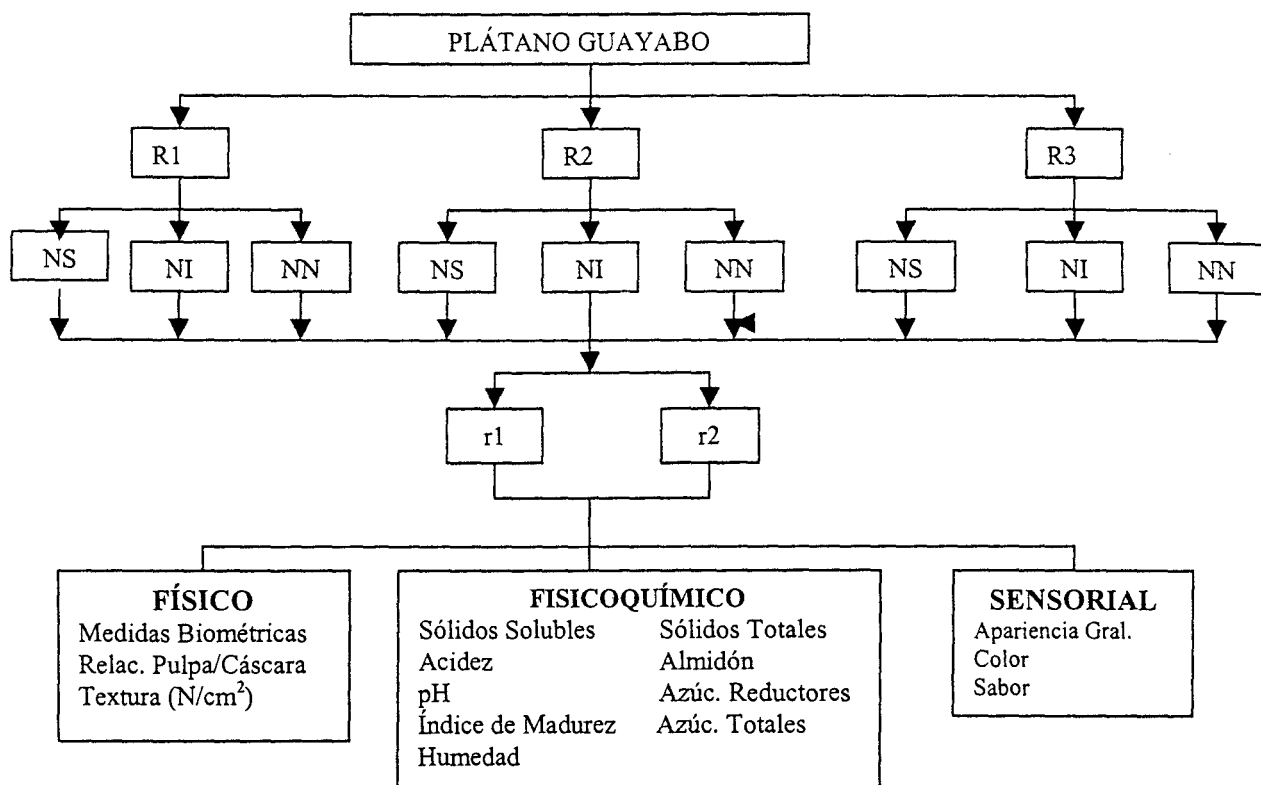 PLÁTANO GUAYABO
R1 R2 R3
NS NI NN NS NI NN NS NI NN
r1 r2
FÍSICO
Medidas Biométricas
Relac. Pulpa/Cáscara
Textura (N/cm²)
FISICOQUÍMICO
Sólidos Solubles Sólidos Totales
Acidez Almidón
pH Azúc. Reductores
Índice de Madurez Azúc. Totales
Humedad
SENSORIAL
Apariencia Gral.
Color
Sabor